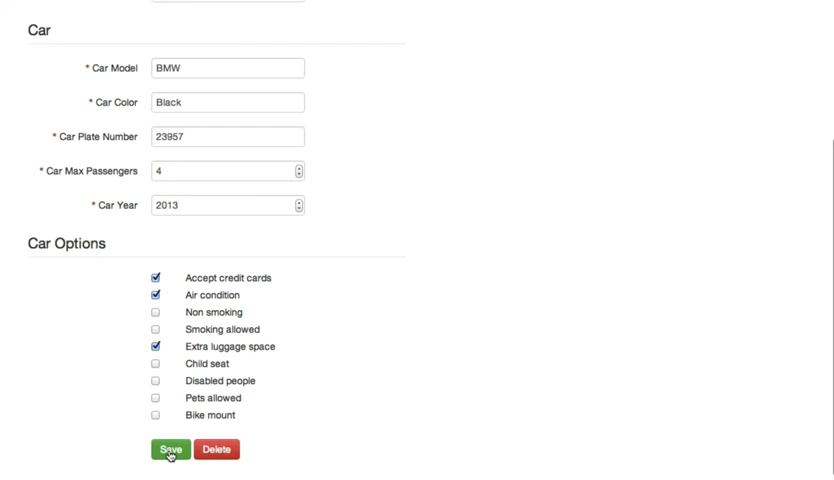 Car
* Car Model BMW
* Car Color Black
* Car Plate Number 23957
* Car Max Passengers 4
* Car Year 2013
Car Options
Accept credit cards
Air condition
Non smoking
Smoking allowed
Extra luggage space
Child seat
Disabled people
Pets allowed
Bike mount
Save Delete